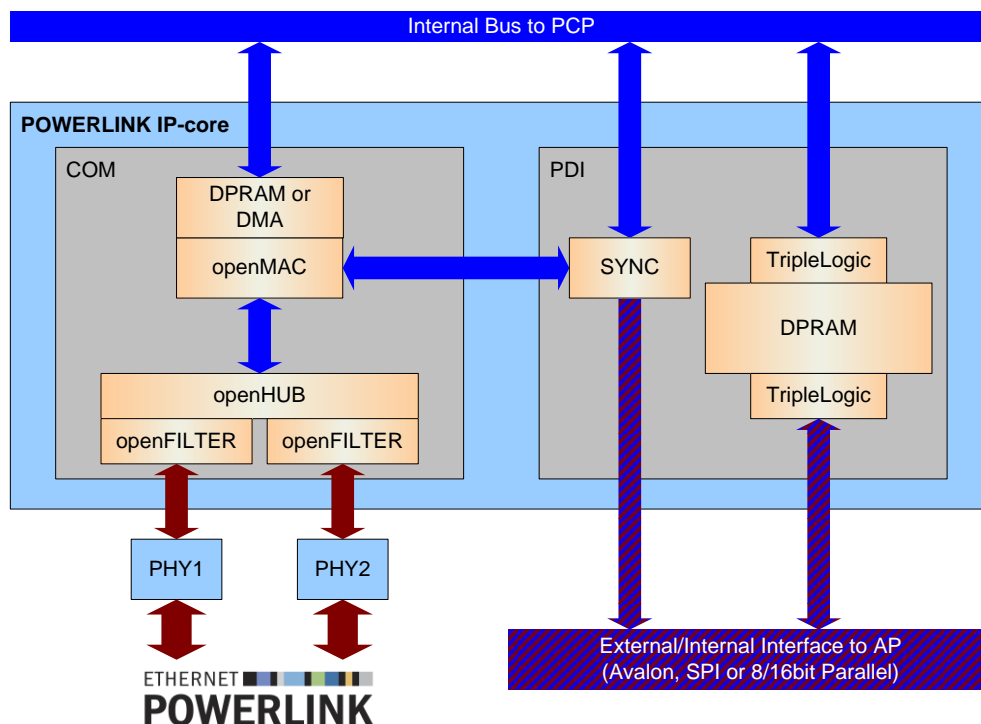 Internal Bus to PCP
POWERLINK IP-core
COM
PDI
DPRAM or
DMA
openMAC
SYNC
TripleLogic
DPRAM
TripleLogic
openHUB
openFILTER
openFILTER
PHY1
PHY2
External/Internal Interface to AP
(Avalon, SPI or 8/16bit Parallel)
ETHERNET
POWERLINK